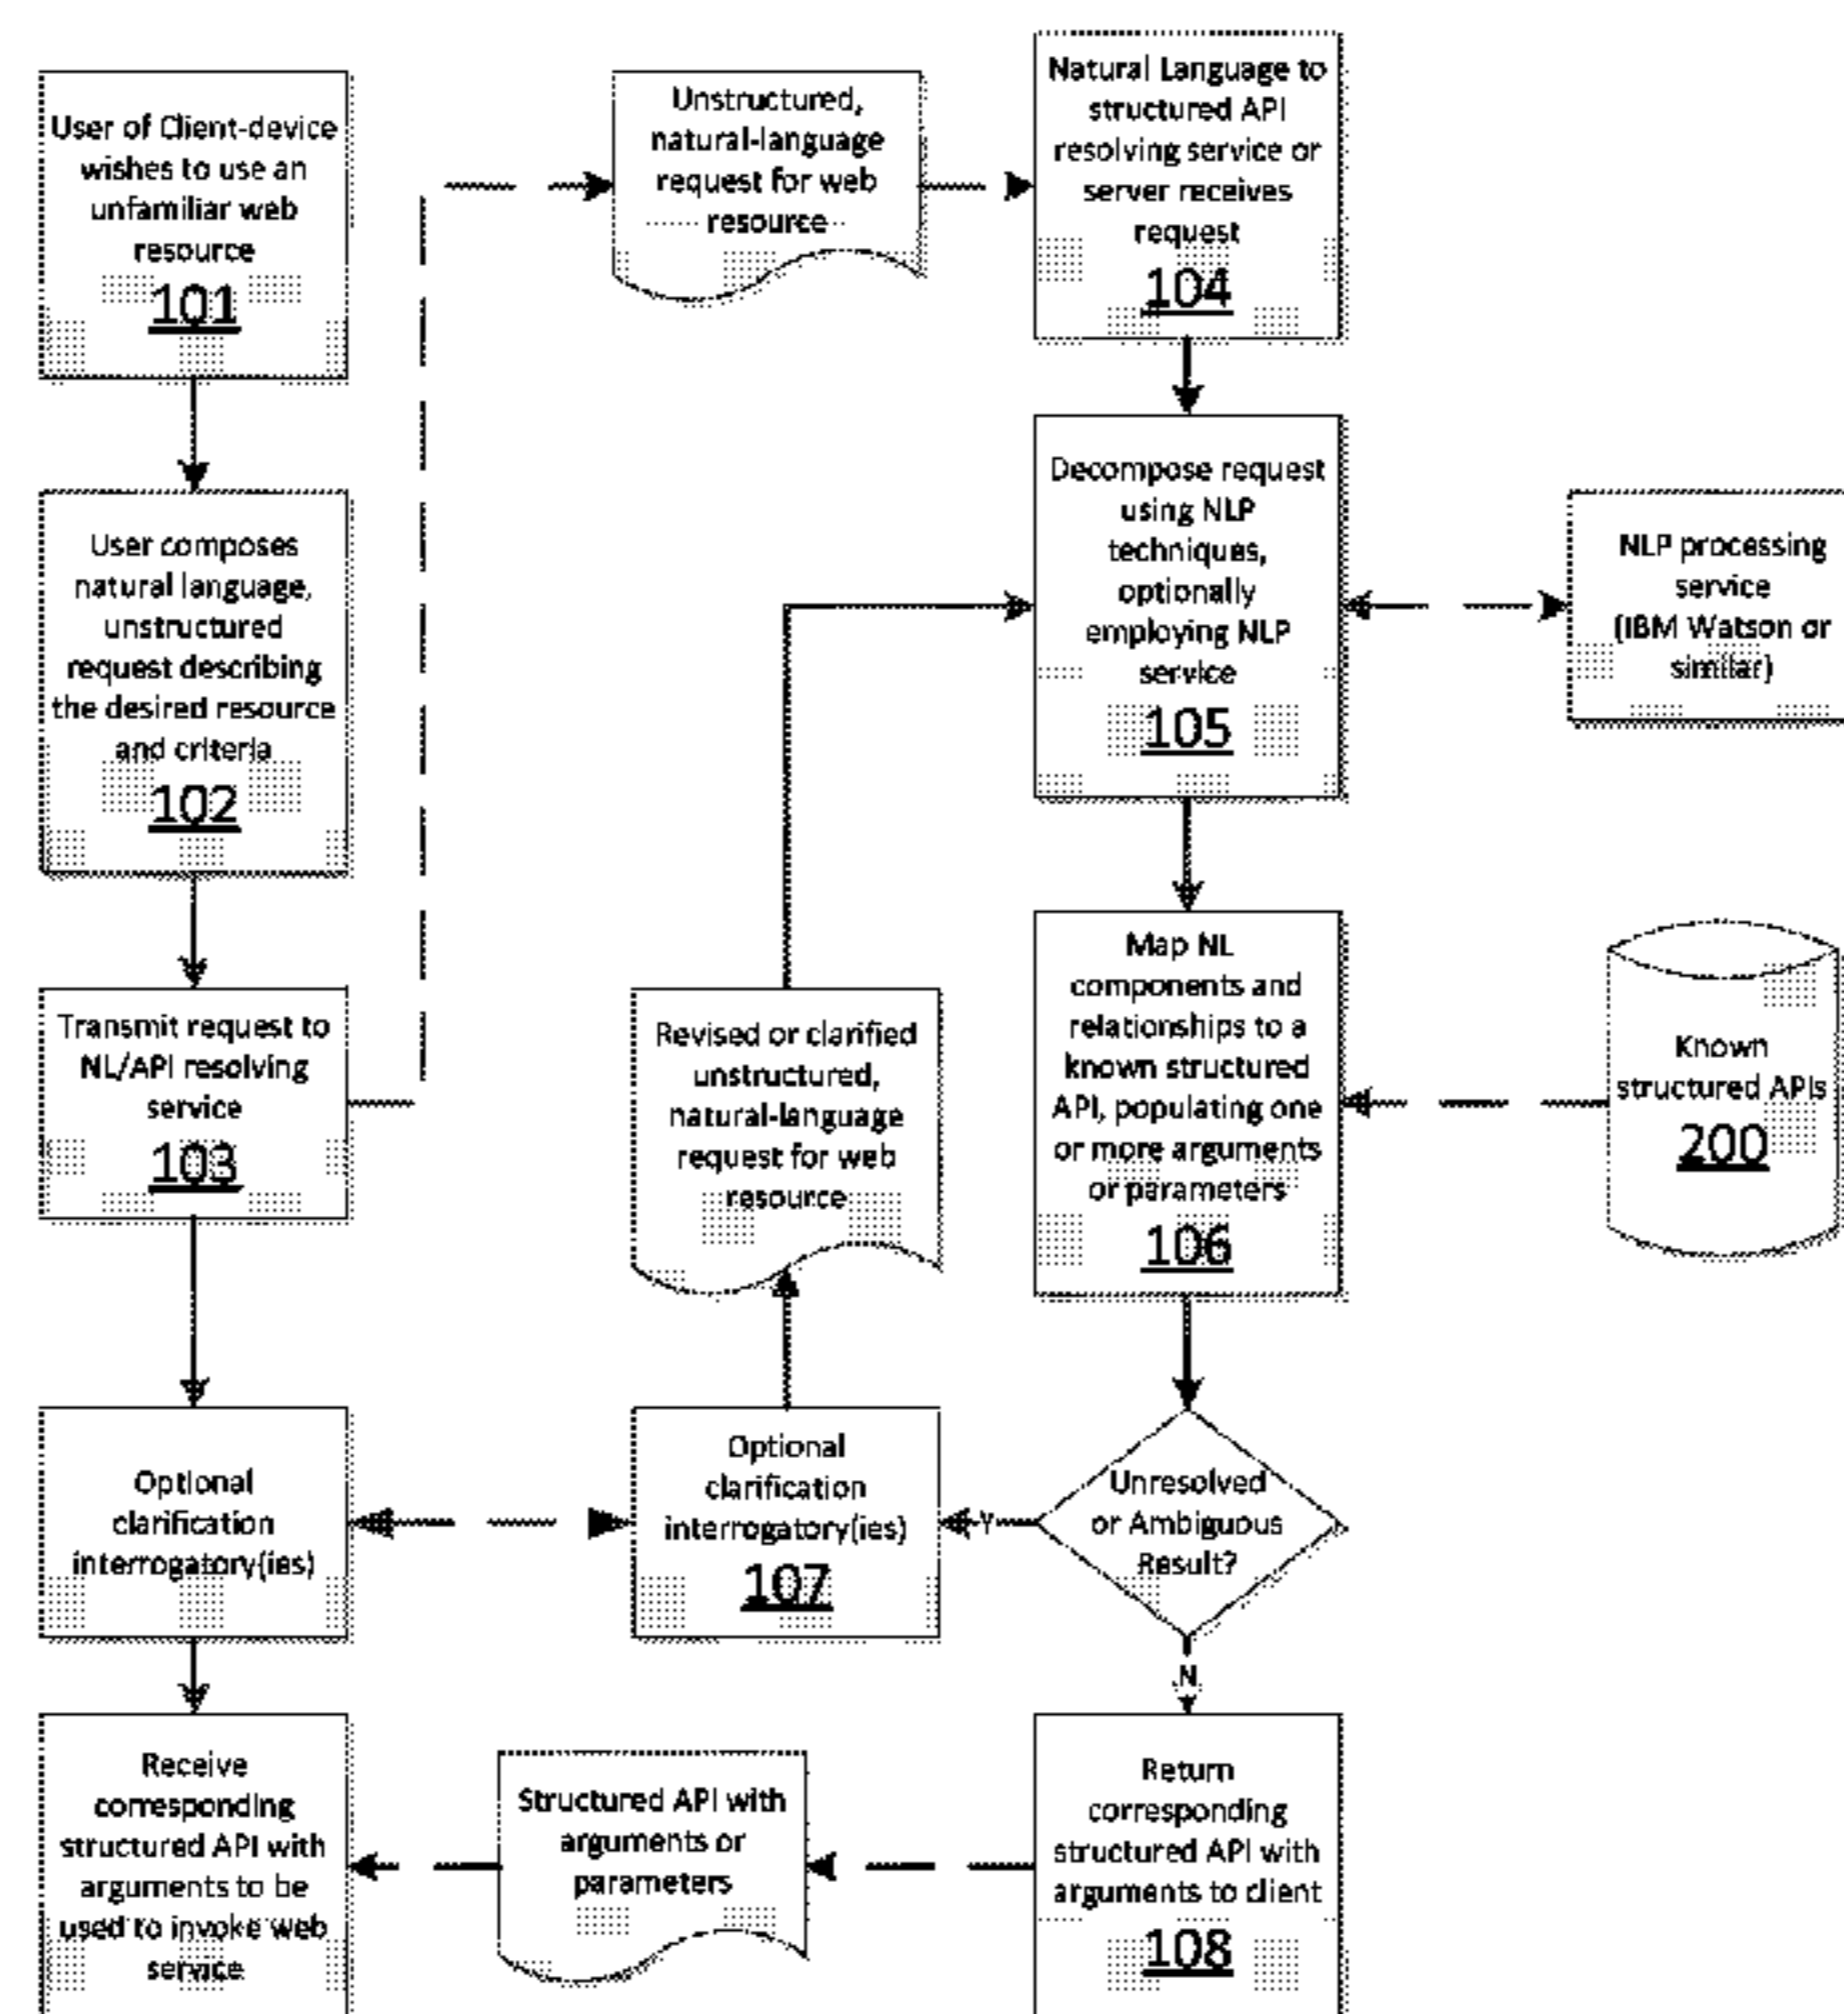 User of Client-device
wishes to use an
unfamiliar web
resource
101
User composes
natural language,
unstructured
request describing
the desired resource
and criteria
102
Transmit request to
NL/API resolving
service
103
Optional
clarification
interrogatory(ies)
Receive
corresponding
structured API with
arguments to be
used to invoke web
service
Unstructured,
natural-language
request for web
resource
Revised or clarified
unstructured,
natural-language
request for web
resource
Optional
clarification
interrogatory(ies)
107
Structured API with
arguments or
parameters
Natural Language to
structured API
resolving service or
server receives
request
104
Decompose request
using NLP
techniques,
optionally
employing NLP
service
105
Map NL
components and
relationships to a
known structured
API, populating one
or more arguments
or parameters
106
Unresolved
or Ambiguous
Result?
Y
N
Return
corresponding
structured API with
arguments to client
108
NLP processing
service
(IBM Watson or
similar)
Known
structured APIs
200